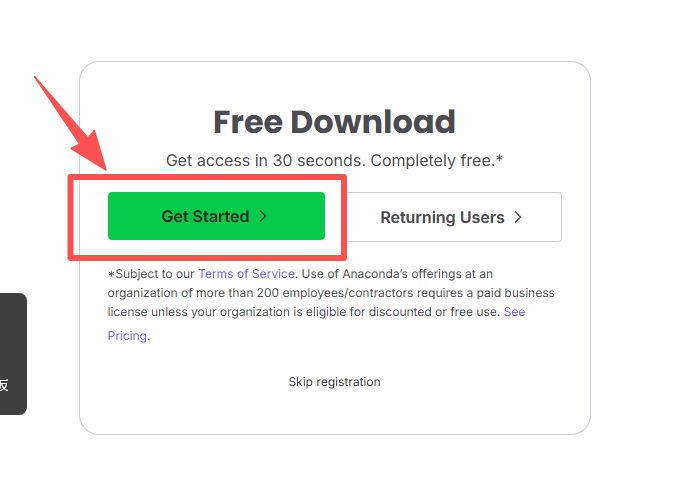 Free Download
Get access in 30 seconds. Completely free.*
Get Started
Returning Users
*Subject to our Terms of Service. Use of Anaconda's offerings at an
organization of more than 200 employees/contractors requires a paid business
license unless your organization is eligible for discounted or free use. See
Pricing.
Skip registration